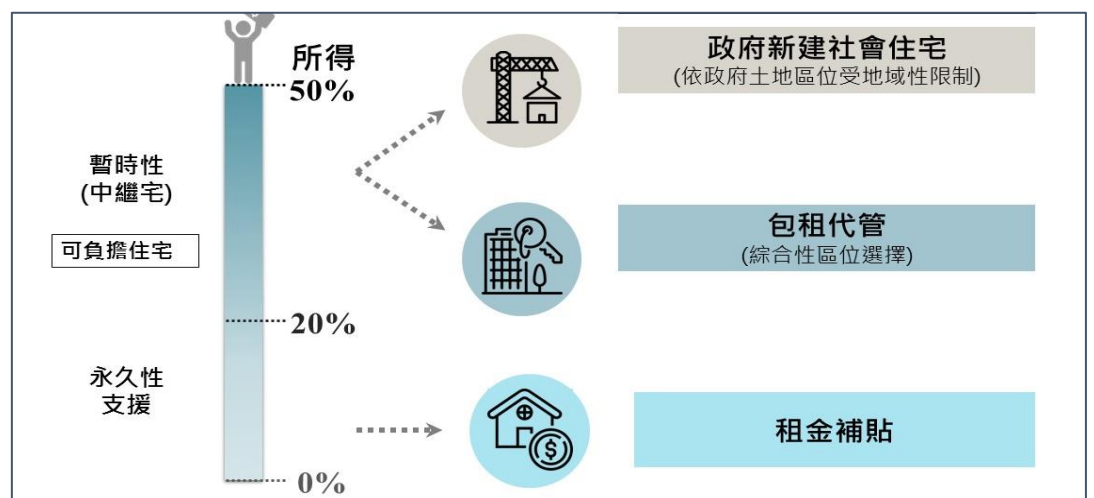 所得
50%
政府新建社會住宅
(依政府土地區位受地域性限制)
暫時性
(中繼宅)
可負擔住宅
包租代管
(綜合性區位選擇)
20%
永久性
支援
租金補貼
0%
$